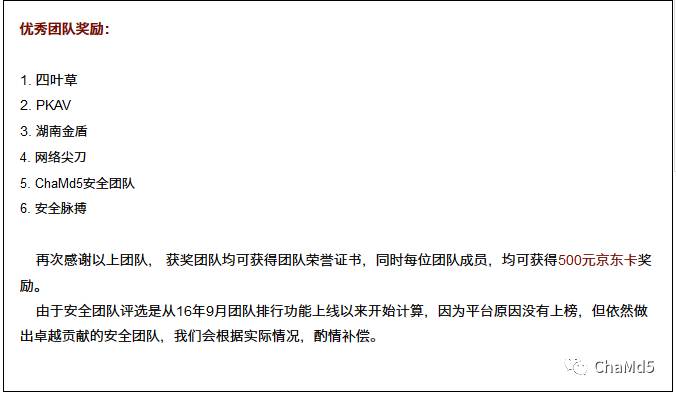 优秀团队奖励：
1. 四叶草
2. PKAV
3. 湖南金盾
4. 网络尖刀
5. ChaMd5安全团队
6. 安全脉搏
再次感谢以上团队， 获奖团队均可获得团队荣誉证书，同时每位团队成员，均可获得500元京东卡奖
励。
由于安全团队评选是从16年9月团队排行功能上线以来开始计算，因为平台原因没有上榜，但依然做
出卓越贡献的安全团队，我们会根据实际情况，酌情补偿。
ChaMd5